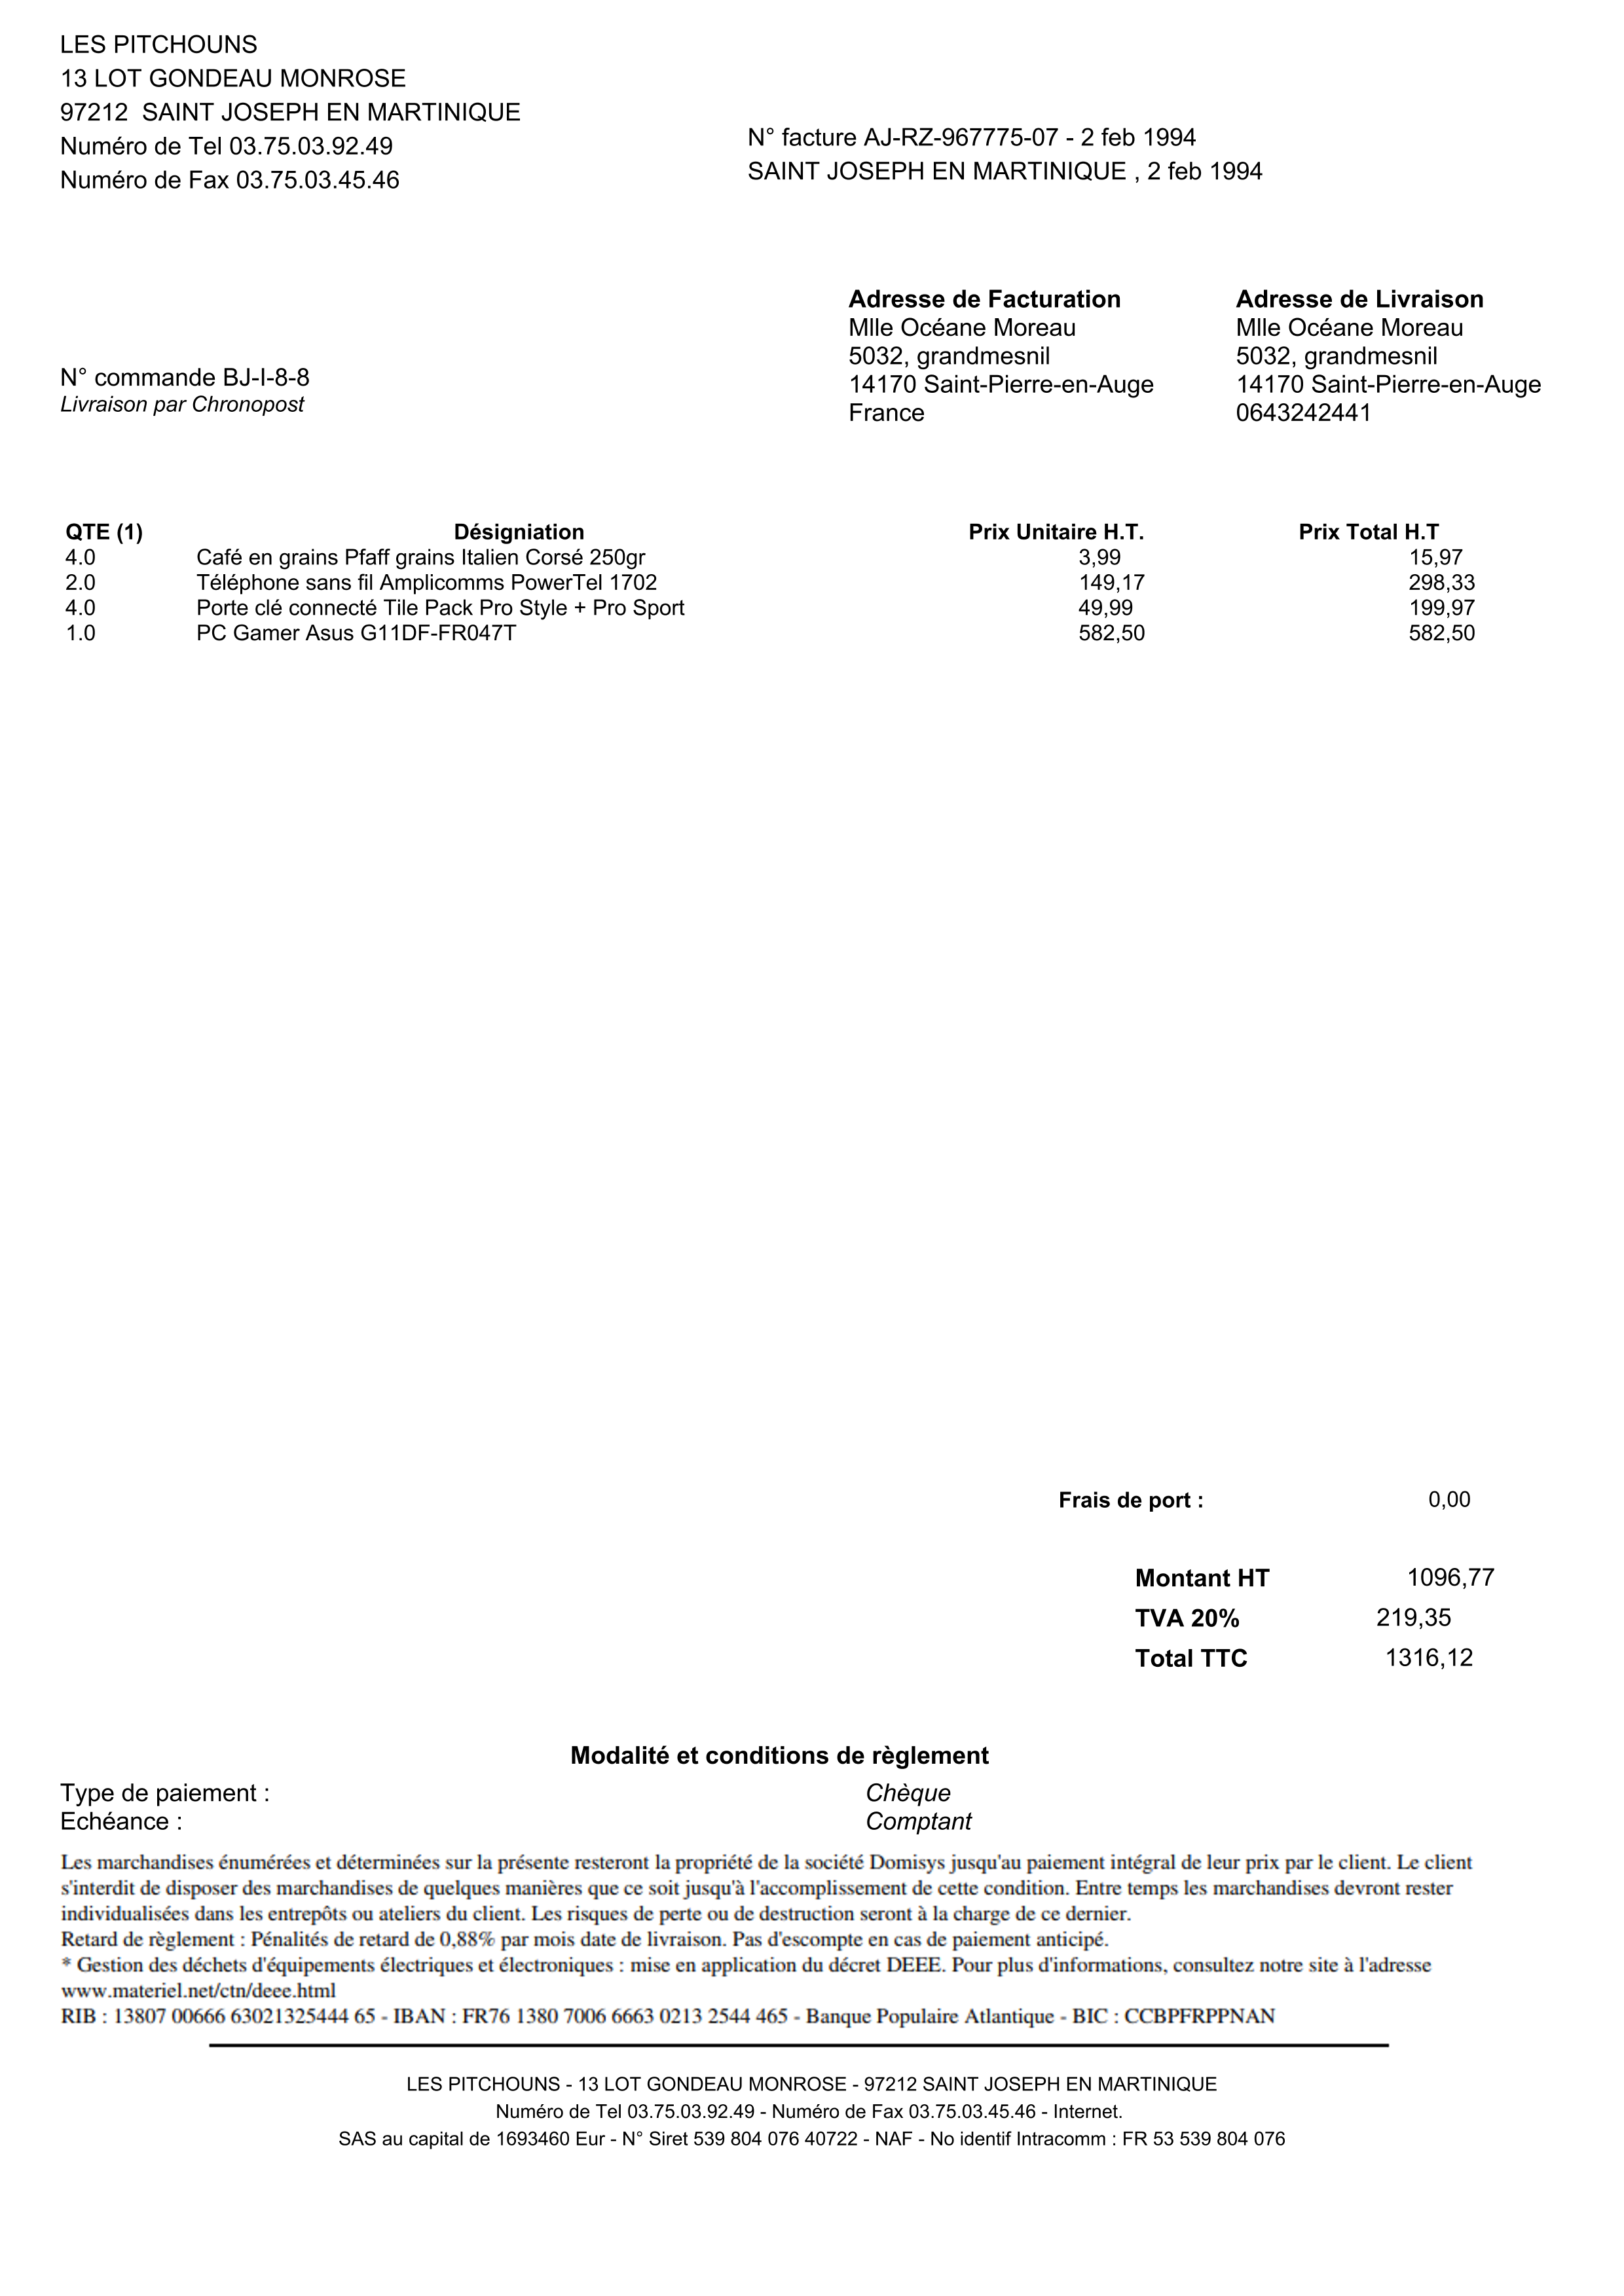 LES PITCHOUNS
13 LOT GONDEAU MONROSE
97212  SAINT JOSEPH EN MARTINIQUE
Numéro de Tel 03.75.03.92.49
Numéro de Fax 03.75.03.45.46
N° facture AJ-RZ-967775-07 - 2 feb 1994
SAINT JOSEPH EN MARTINIQUE , 2 feb 1994
N° commande BJ-I-8-8
Livraison par Chronopost
Adresse de Facturation
Mlle Océane Moreau
5032, grandmesnil
14170 Saint-Pierre-en-Auge
France
Adresse de Livraison
Mlle Océane Moreau
5032, grandmesnil
14170 Saint-Pierre-en-Auge
0643242441
QTE (1) Désigniation Prix Unitaire H.T. Prix Total H.T
4.0 Café en grains Pfaff grains Italien Corsé 250gr 3,99 15,97
2.0 Téléphone sans fil Amplicomms PowerTel 1702 149,17 298,33
4.0 Porte clé connecté Tile Pack Pro Style + Pro Sport 49,99 199,97
1.0 PC Gamer Asus G11DF-FR047T 582,50 582,50
Frais de port : 0,00
Montant HT 1096,77
TVA 20% 219,35
Total TTC 1316,12
Modalité et conditions de règlement
Type de paiement : Chèque
Echéance : Comptant
Les marchandises énumérées et déterminées sur la présente resteront la propriété de la société Domisys jusqu'au paiement intégral de leur prix par le client. Le client
s'interdit de disposer des marchandises de quelques manières que ce soit jusqu'à l'accomplissement de cette condition. Entre temps les marchandises devront rester
individualisées dans les entrepôts ou ateliers du client. Les risques de perte ou de destruction seront à la charge de ce dernier.
Retard de règlement : Pénalités de retard de 0,88% par mois date de livraison. Pas d'escompte en cas de paiement anticipé.
* Gestion des déchets d'équipements électriques et électroniques : mise en application du décret DEEE. Pour plus d'informations, consultez notre site à l'adresse
www.materiel.net/ctn/deee.html
RIB : 13807 00666 63021325444 65 - IBAN : FR76 1380 7006 6663 0213 2544 465 - Banque Populaire Atlantique - BIC : CCBPFRPPNAN
LES PITCHOUNS - 13 LOT GONDEAU MONROSE - 97212 SAINT JOSEPH EN MARTINIQUE
Numéro de Tel 03.75.03.92.49 - Numéro de Fax 03.75.03.45.46 - Internet.
SAS au capital de 1693460 Eur - N° Siret 539 804 076 40722 - NAF - No identif Intracomm : FR 53 539 804 076